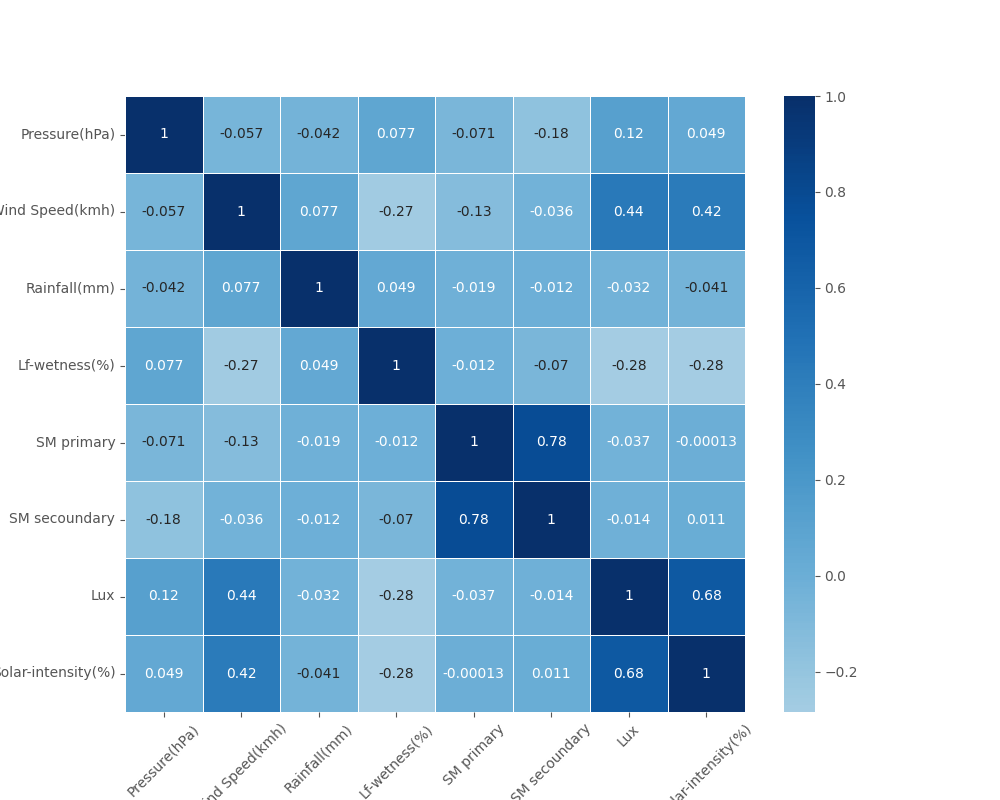 1.0
Pressure(hPa) 1 -0.057 -0.042 0.077 -0.071 -0.18 0.12 0.049
0.8
Wind Speed(kmh) -0.057 1 0.077 -0.27 -0.13 -0.036 0.44 0.42
Rainfall(mm) -0.042 0.077 1 0.049 -0.019 -0.012 -0.032 -0.041
0.6
Lf-wetness(%) 0.077 -0.27 0.049 1 -0.012 -0.07 -0.28 -0.28
0.4
SM primary -0.071 -0.13 -0.019 -0.012 1 0.78 -0.037 -0.00013
0.2
SM secoundary -0.18 -0.036 -0.012 -0.07 0.78 1 -0.014 0.011
0.0
Lux 0.12 0.44 -0.032 -0.28 -0.037 -0.014 1 0.68
Solar-intensity(%) 0.049 0.42 -0.041 -0.28 -0.00013 0.011 0.68 1
−0.2
Pressure(hPa)
nd Speed(kmh)
Rainfall(mm)
Lf-wetness(%)
SM primary
SM secoundary
Lux
lar-intensity(%)